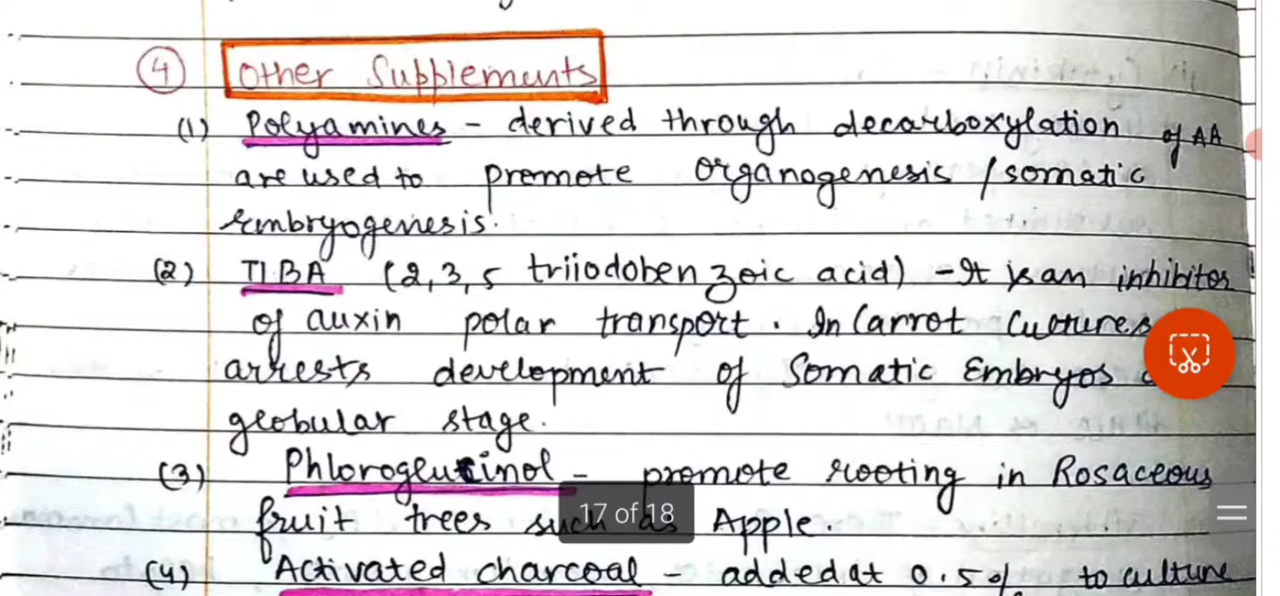 ④ Other Supplements
(1) Polyamines - derived through decarboxylation of AA
are used to promote organogenesis / somatic
embryogenesis.
(2) TIBA (2,3,5 triiodobenzoic acid) - It is an inhibitor
of auxin polar transport. In Carrot Cultures
arrests development of Somatic Embryos
globular stage.
(3) Phloroglucinol - promote rooting in Rosaceous
fruit trees such as Apple.
17 of 18
(4) Activated charcoal - added at 0.5% to culture